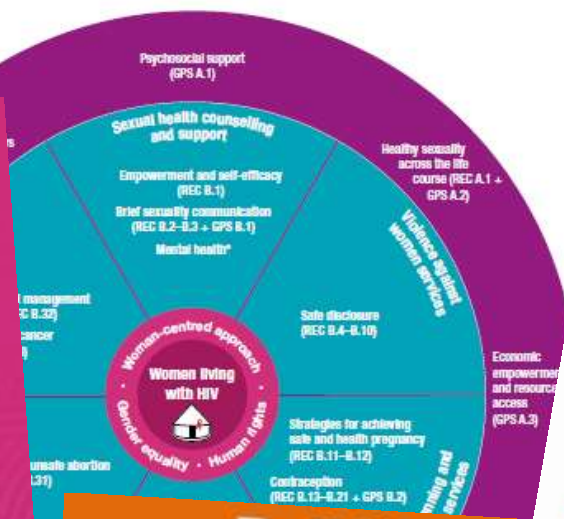 Psychosocial support
(GPS A.1)
Sexual health counselling
and support
Empowerment and self-efficacy
(REC B.1)
Brief sexuality communication
(REC B.2–B.3 + GPS B.1)
Mental health*
Healthy sexuality
across the life
course (REC A.1 +
GPS A.2)
Violence against
women services
Safe disclosure
(REC B.4–B.10)
management
B.32)
cancer
Woman-centred approach
Women living
with HIV
Gender equality · Human rights
Economic
empowerment
and resource
access
(GPS A.3)
Strategies for achieving
safe and health pregnancy
(REC B.11–B.12)
Contraception
(REC B.13–B.21 + GPS B.2)
and
services
unsafe abortion
.31)